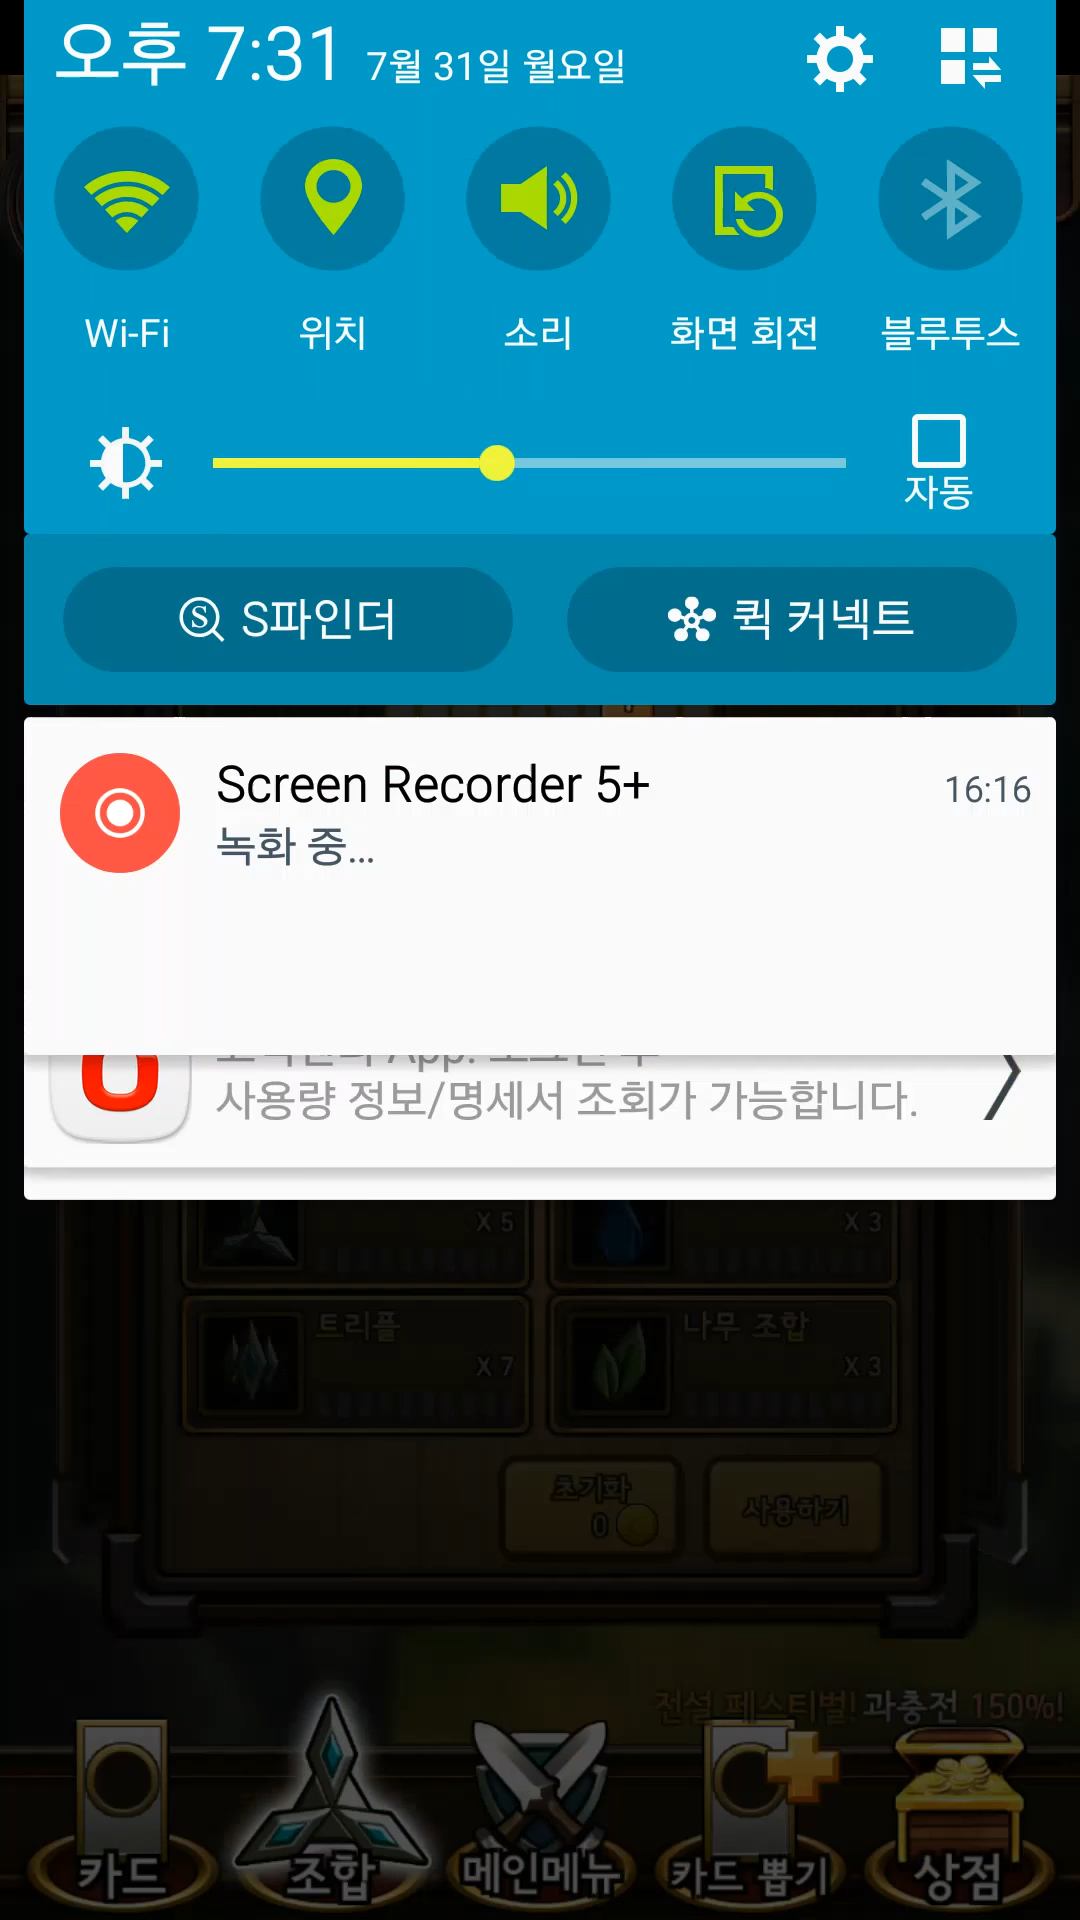 오후 7:31 7월 31일 월요일
Wi-Fi 위치 소리 화면 회전 블루투스
자동
S파인더 퀵 커넥트
Screen Recorder 5+ 16:16
녹화 중...
사용량 정보/명세서 조회가 가능합니다.
X 5 X 3
트리플 나무 조합
X 7 X 3
초기화
0
사용하기
전설 페스티벌! 과충전 150%!
카드 조합 메인메뉴 카드 뽑기 상점